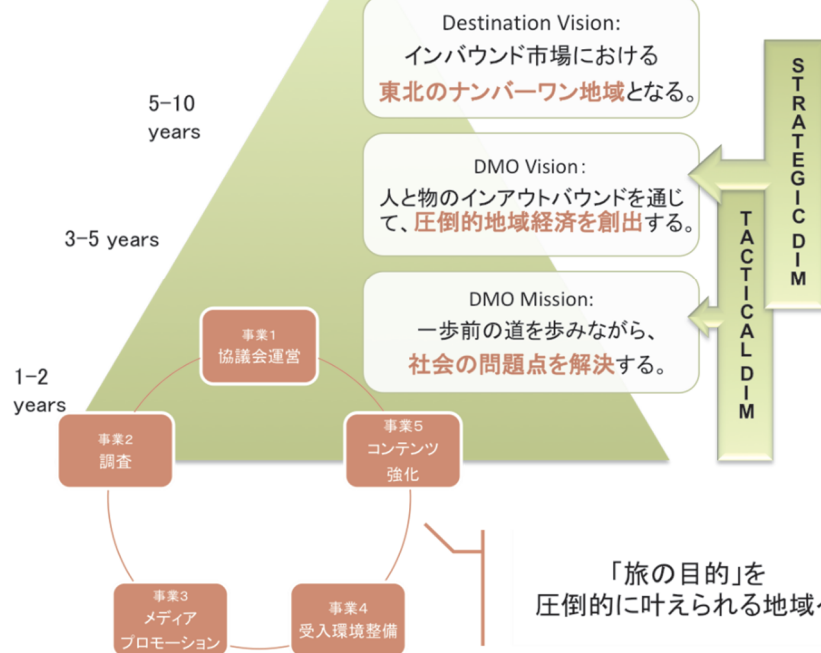 Destination Vision:
インバウンド市場における
東北のナンバーワン地域となる。
5-10
years
DMO Vision:
人と物のインアウトバウンドを通じ
て、圧倒的地域経済を創出する。
3-5 years
DMO Mission:
一歩前の道を歩みながら、
社会の問題点を解決する。
1-2
years
STRATEGIC DIM
TACTICAL DIM
事業1
協議会運営
事業2
調査
事業5
コンテンツ
強化
事業3
メディア
プロモーション
事業4
受入環境整備
「旅の目的」を
圧倒的に叶えられる地域